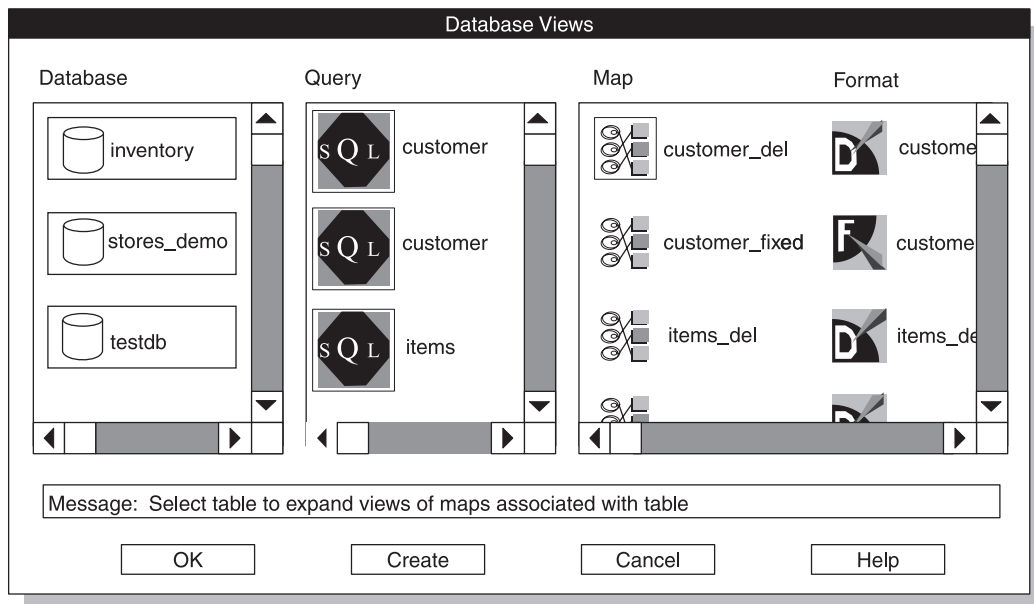 Database Views
Database Query Map Format
inventory
stores_demo
testdb
SQL customer
SQL customer
SQL items
customer_del D custome
customer_fixed F custome
items_del D items_de
D
Message: Select table to expand views of maps associated with table
OK Create Cancel Help